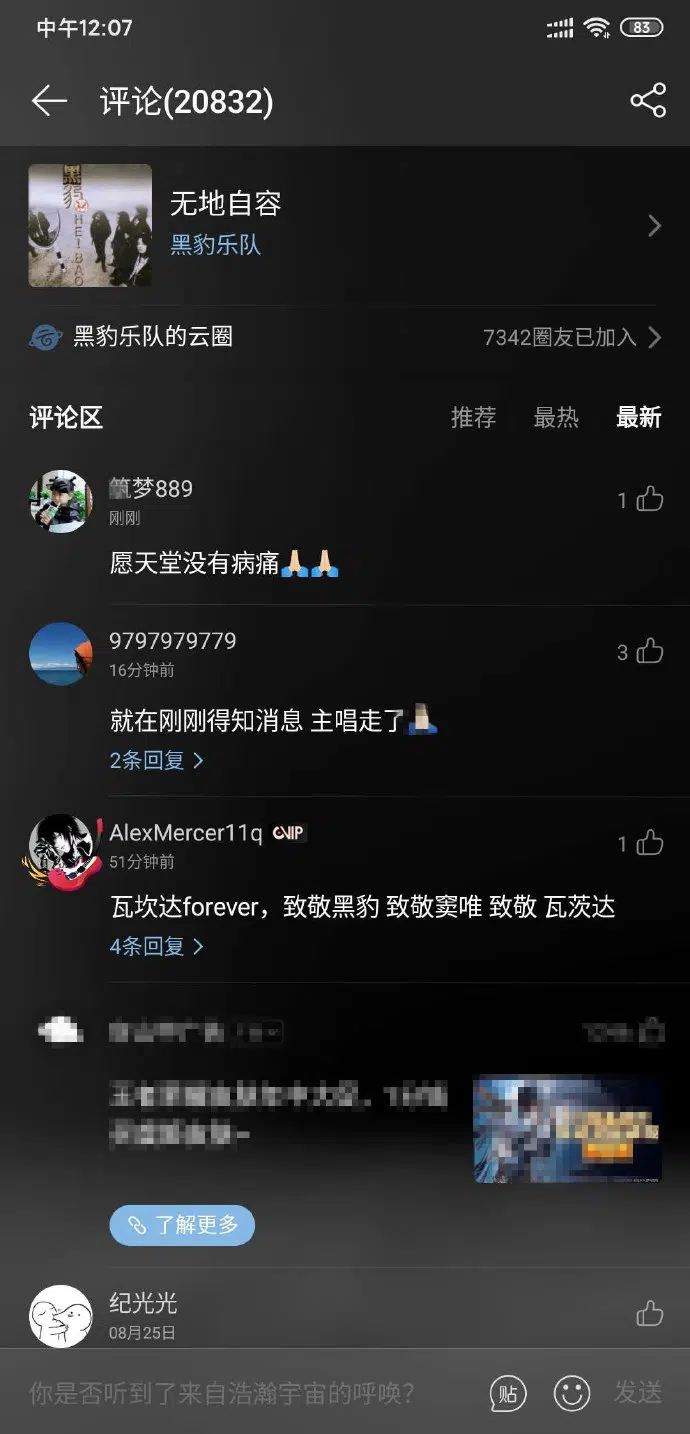 中午12:07
83
评论(20832)
黑豹
HEI BAO
无地自容
黑豹乐队
黑豹乐队的云圈
7342圈友已加入
评论区
推荐 最热 最新
筑梦889
1
刚刚
愿天堂没有病痛🙏🏻🙏🏻
9797979779
3
16分钟前
就在刚刚得知消息 主唱走了
2条回复
AlexMercer11q CVIP
1
51分钟前
瓦坎达forever，致敬黑豹 致敬窦唯 致敬 瓦茨达
4条回复
了解更多
纪光光
08月25日
你是否听到了来自浩瀚宇宙的呼唤？
贴
发送